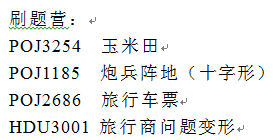 刷题营：
POJ3254 玉米田
POJ1185 炮兵阵地（十字形）
POJ2686 旅行车票
HDU3001 旅行商问题变形